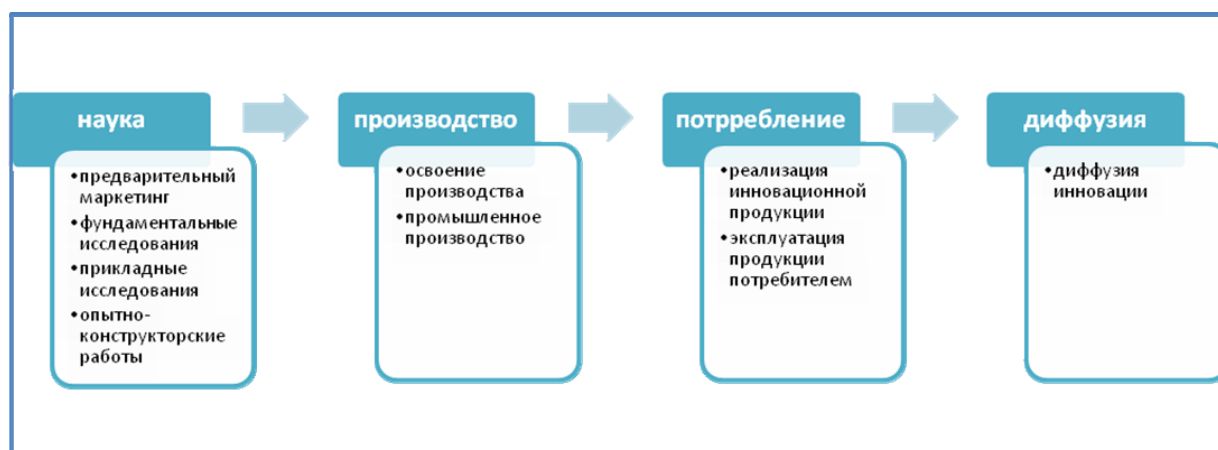 наука
•предварительный
маркетинг
•фундаментальные
исследования
•прикладные
исследования
•опытно-
конструкторские
работы
производство
•освоение
производства
•промышленное
производство
потрребление
•реализация
инновационной
продукции
•эксплуатация
продукции
потребителем
диффузия
•диффузия
инновации